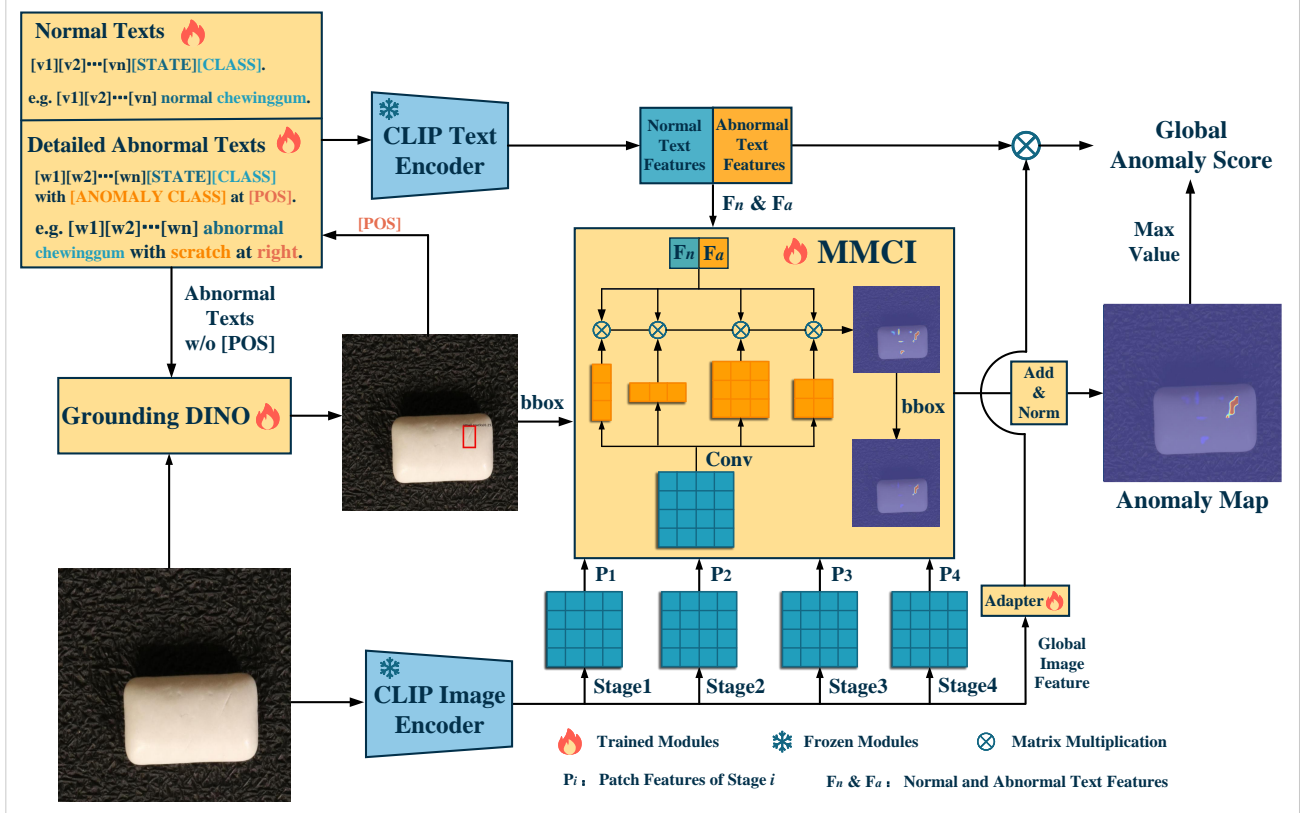 Normal Texts
[v1][v2]•••[vn][STATE][CLASS].
e.g. [v1][v2]•••[vn] normal chewinggum.
Detailed Abnormal Texts
[w1][w2]•••[wn][STATE][CLASS]
with [ANOMALY CLASS] at [POS].
e.g. [w1][w2]•••[wn] abnormal
chewinggum with scratch at right.
CLIP Text
Encoder
Normal
Text
Features
Abnormal
Text
Features
Global
Anomaly Score
Fn & Fa
[POS]
Abnormal
Texts
w/o [POS]
Fn Fa
MMCI
Max
Value
Grounding DINO
bbox
bbox
Add
&
Norm
Conv
Anomaly Map
P1
P2
P3
P4
Adapter
Global
Image
Feature
CLIP Image
Encoder
Stage1
Stage2
Stage3
Stage4
Trained Modules
Frozen Modules
Matrix Multiplication
Pi : Patch Features of Stage i
Fn & Fa : Normal and Abnormal Text Features